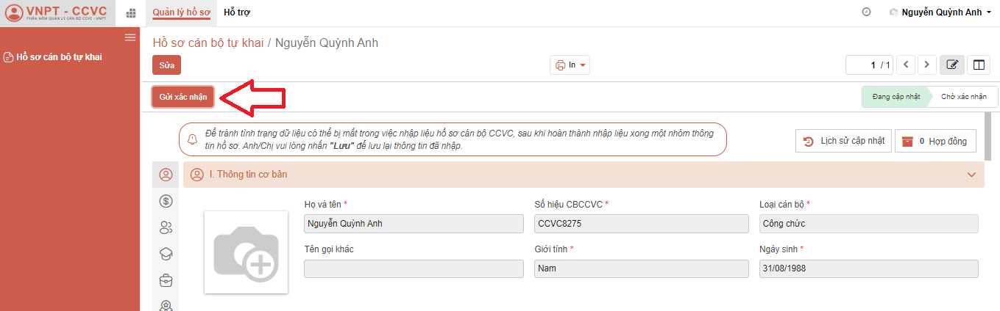 VNPT - CCVC
PHẦN MỀM QUẢN LÝ CÁN BỘ CCVC - VNPT
Quản lý hồ sơ
Hỗ trợ
Nguyễn Quỳnh Anh
Hồ sơ cán bộ tự khai
Hồ sơ cán bộ tự khai / Nguyễn Quỳnh Anh
Sửa
In
1 / 1
Gửi xác nhận
Đang cập nhật
Chờ xác nhận
Để tránh tình trạng dữ liệu có thể bị mất trong việc nhập liệu hồ sơ cán bộ CCVC, sau khi hoàn thành nhập liệu xong một nhóm thông
tin hồ sơ. Anh/Chị vui lòng nhấn "Lưu" để lưu lại thông tin đã nhập.
Lịch sử cập nhật
0 Hợp đồng
I. Thông tin cơ bản
Họ và tên *
Số hiệu CBCCVC *
Loại cán bộ *
Nguyễn Quỳnh Anh
CCVC8275
Công chức
Tên gọi khác
Giới tính *
Ngày sinh *
Nam
31/08/1988